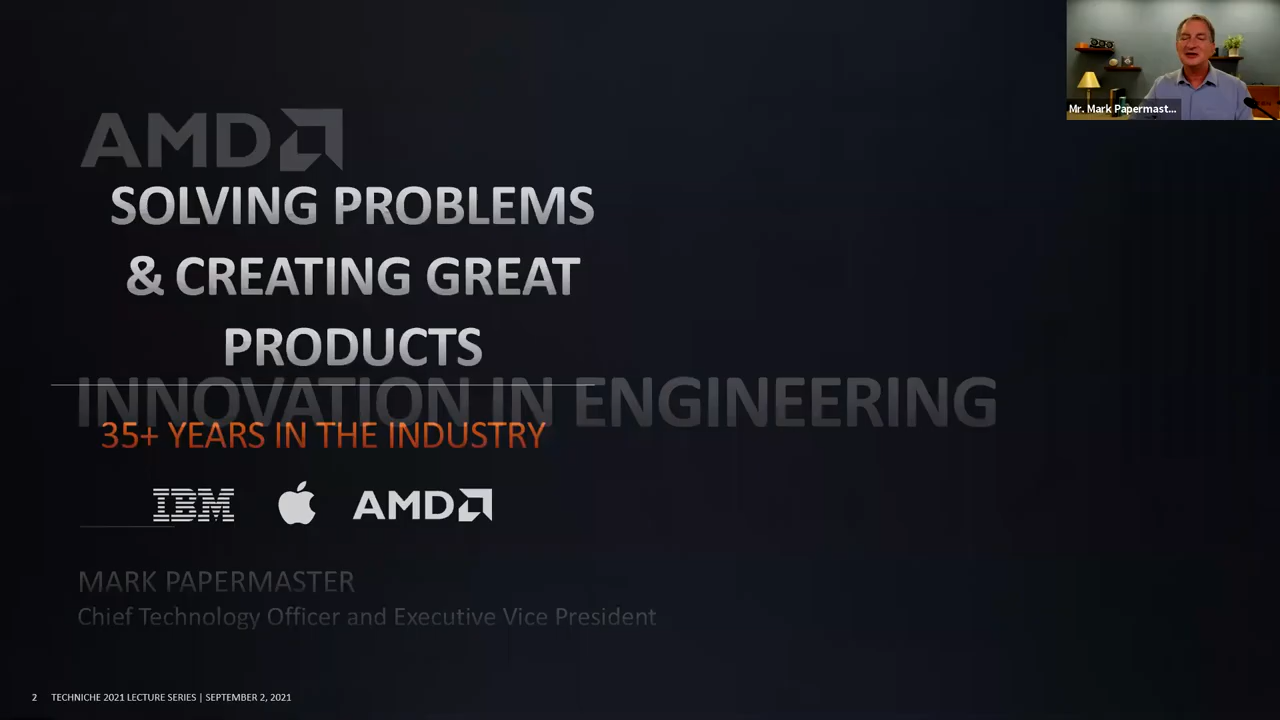 Mr. Mark Papermast...
AMD
SOLVING PROBLEMS
& CREATING GREAT
PRODUCTS
INNOVATION IN ENGINEERING
35+ YEARS IN THE INDUSTRY
IBM AMD
MARK PAPERMASTER
Chief Technology Officer and Executive Vice President
2 TECHNICHE 2021 LECTURE SERIES | SEPTEMBER 2, 2021